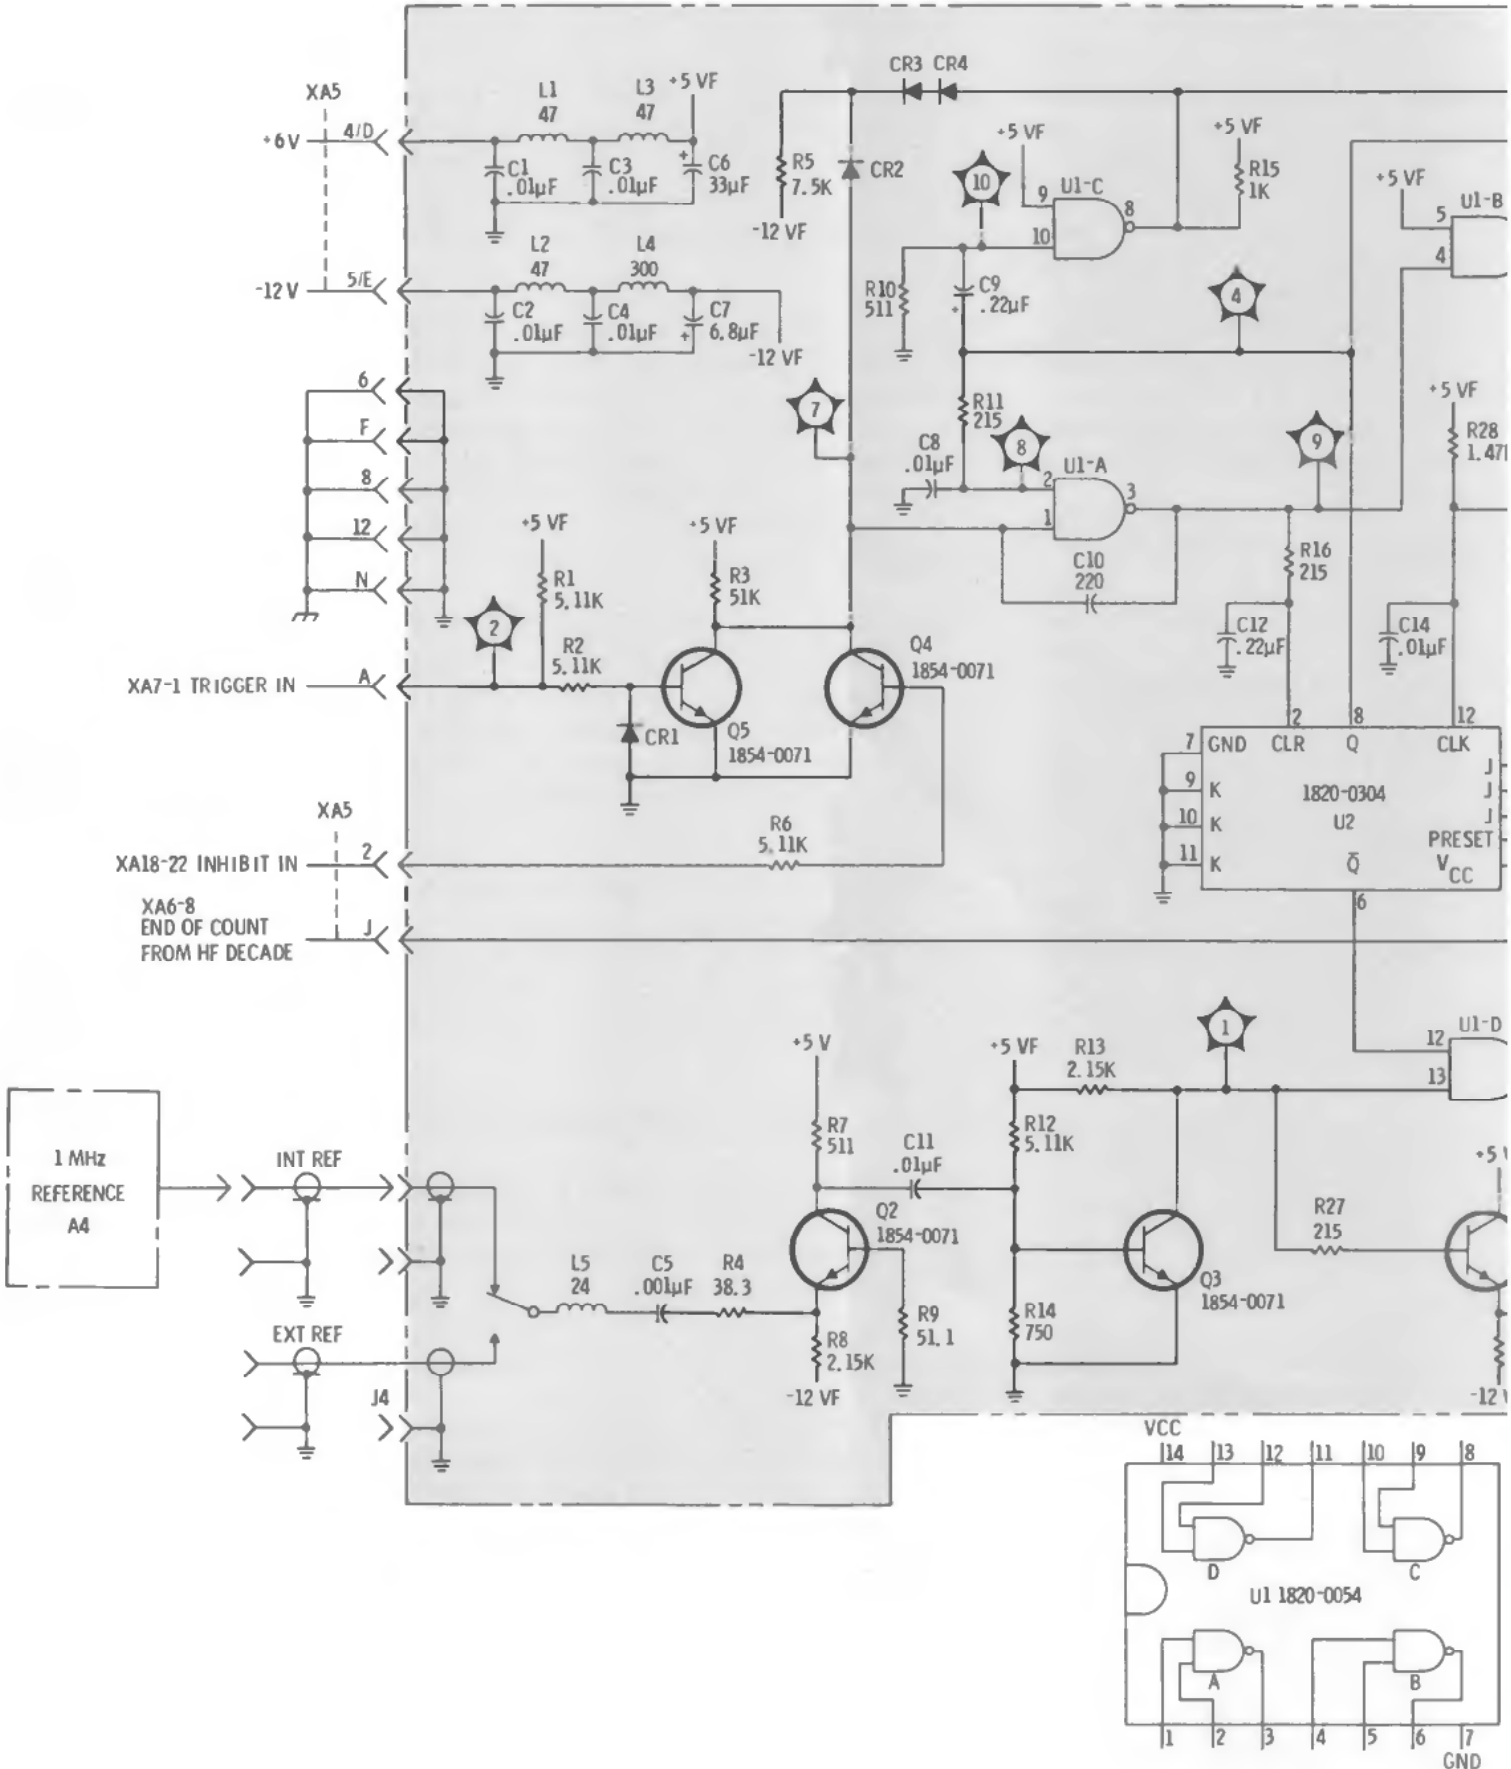 XA5
+6V
4/D
L1
47
L3
47
+5 VF
C1
.01µF
C3
.01µF
C6
33µF
-12V
5/E
L2
47
L4
300
C2
.01µF
C4
.01µF
C7
6.8µF
-12 VF
CR3 CR4
R5
7.5K
-12 VF
CR2
+5 VF
10
9
10
U1-C
8
+5 VF
R15
1K
+5 VF
U1-B
5
4
R10
511
C9
.22µF
4
6
F
8
12
N
7
R11
215
C8
.01µF
8
U1-A
2
1
3
C10
220
9
+5 VF
R28
R16
215
C12
.22µF
C14
.01µF
+5 VF
R1
5.11K
2
R2
5.11K
+5 VF
R3
51K
Q4
1854-0071
XA7-1 TRIGGER IN
A
CR1
Q5
1854-0071
2
8
12
7
GND
CLR
Q
CLK
9
K
10
K
11
K
J
J
J
1820-0304
U2
PRESET
Q̅
VCC
6
XA5
R6
5.11K
XA18-22 INHIBIT IN
2
XA6-8
END OF COUNT
FROM HF DECADE
J
1
U1-D
12
13
+5 V
+5 VF
R13
2.15K
R7
511
C11
.01µF
R12
5.11K
1 MHz
REFERENCE
A4
INT REF
Q2
1854-0071
R27
215
+5
L5
24
C5
.001µF
R4
38.3
R9
51.1
R14
750
Q3
1854-0071
EXT REF
R8
2.15K
-12 VF
-12
J4
VCC
14
13
12
11
10
9
8
D
C
U1 1820-0054
A
B
1
2
3
4
5
6
7
GND